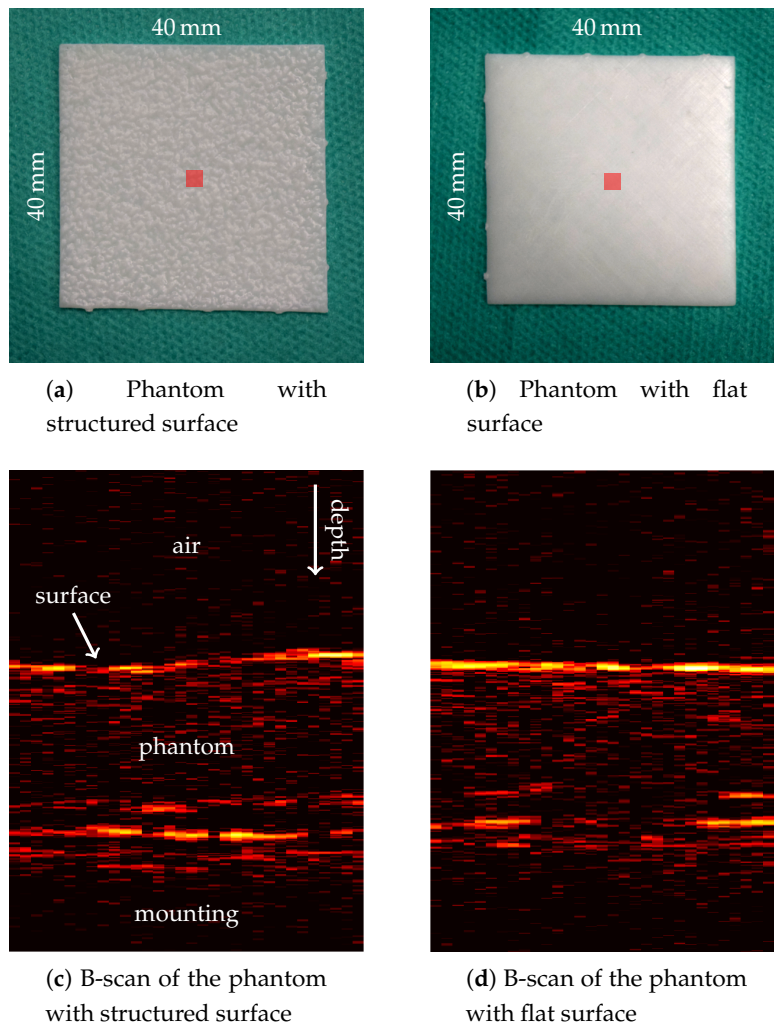 40 mm
40 mm
40 mm
40 mm
(a) Phantom with
structured surface
(b) Phantom with flat
surface
depth
air
surface
phantom
mounting
(c) B-scan of the phantom
with structured surface
(d) B-scan of the phantom
with flat surface